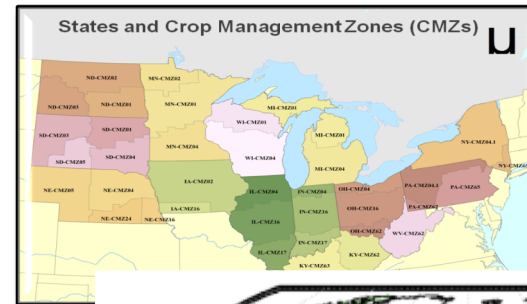 States and Crop Management Zones (CMZs)
u
ND-CMZ02
MN-CMZ02
ND-CMZ03
ND-CMZ01
MN-CMZ01
MI-CMZ01
SD-CMZ03
SD-CMZ01
WI-CMZ01
MI-CMZ01
NY-CMZ04.1
SD-CMZ05
SD-CMZ04
MN-CMZ04
WI-CMZ04
MI-CMZ04
NE-CMZ05
NE-CMZ04
IA-CMZ02
IL-CMZ04
IN-CMZ04
OH-CMZ04
PA-CMZ04.1
PA-CMZ65
IA-CMZ16
IL-CMZ16
IN-CMZ16
OH-CMZ16
PA-CMZ62
NE-CMZ24
NE-CMZ16
OH-CMZ62
WV-CMZ62
IL-CMZ17
IN-CMZ17
KY-CMZ62
KY-CMZ63